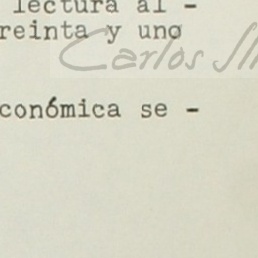 lectura al -
reinta y uno
Carlos
conómica se -